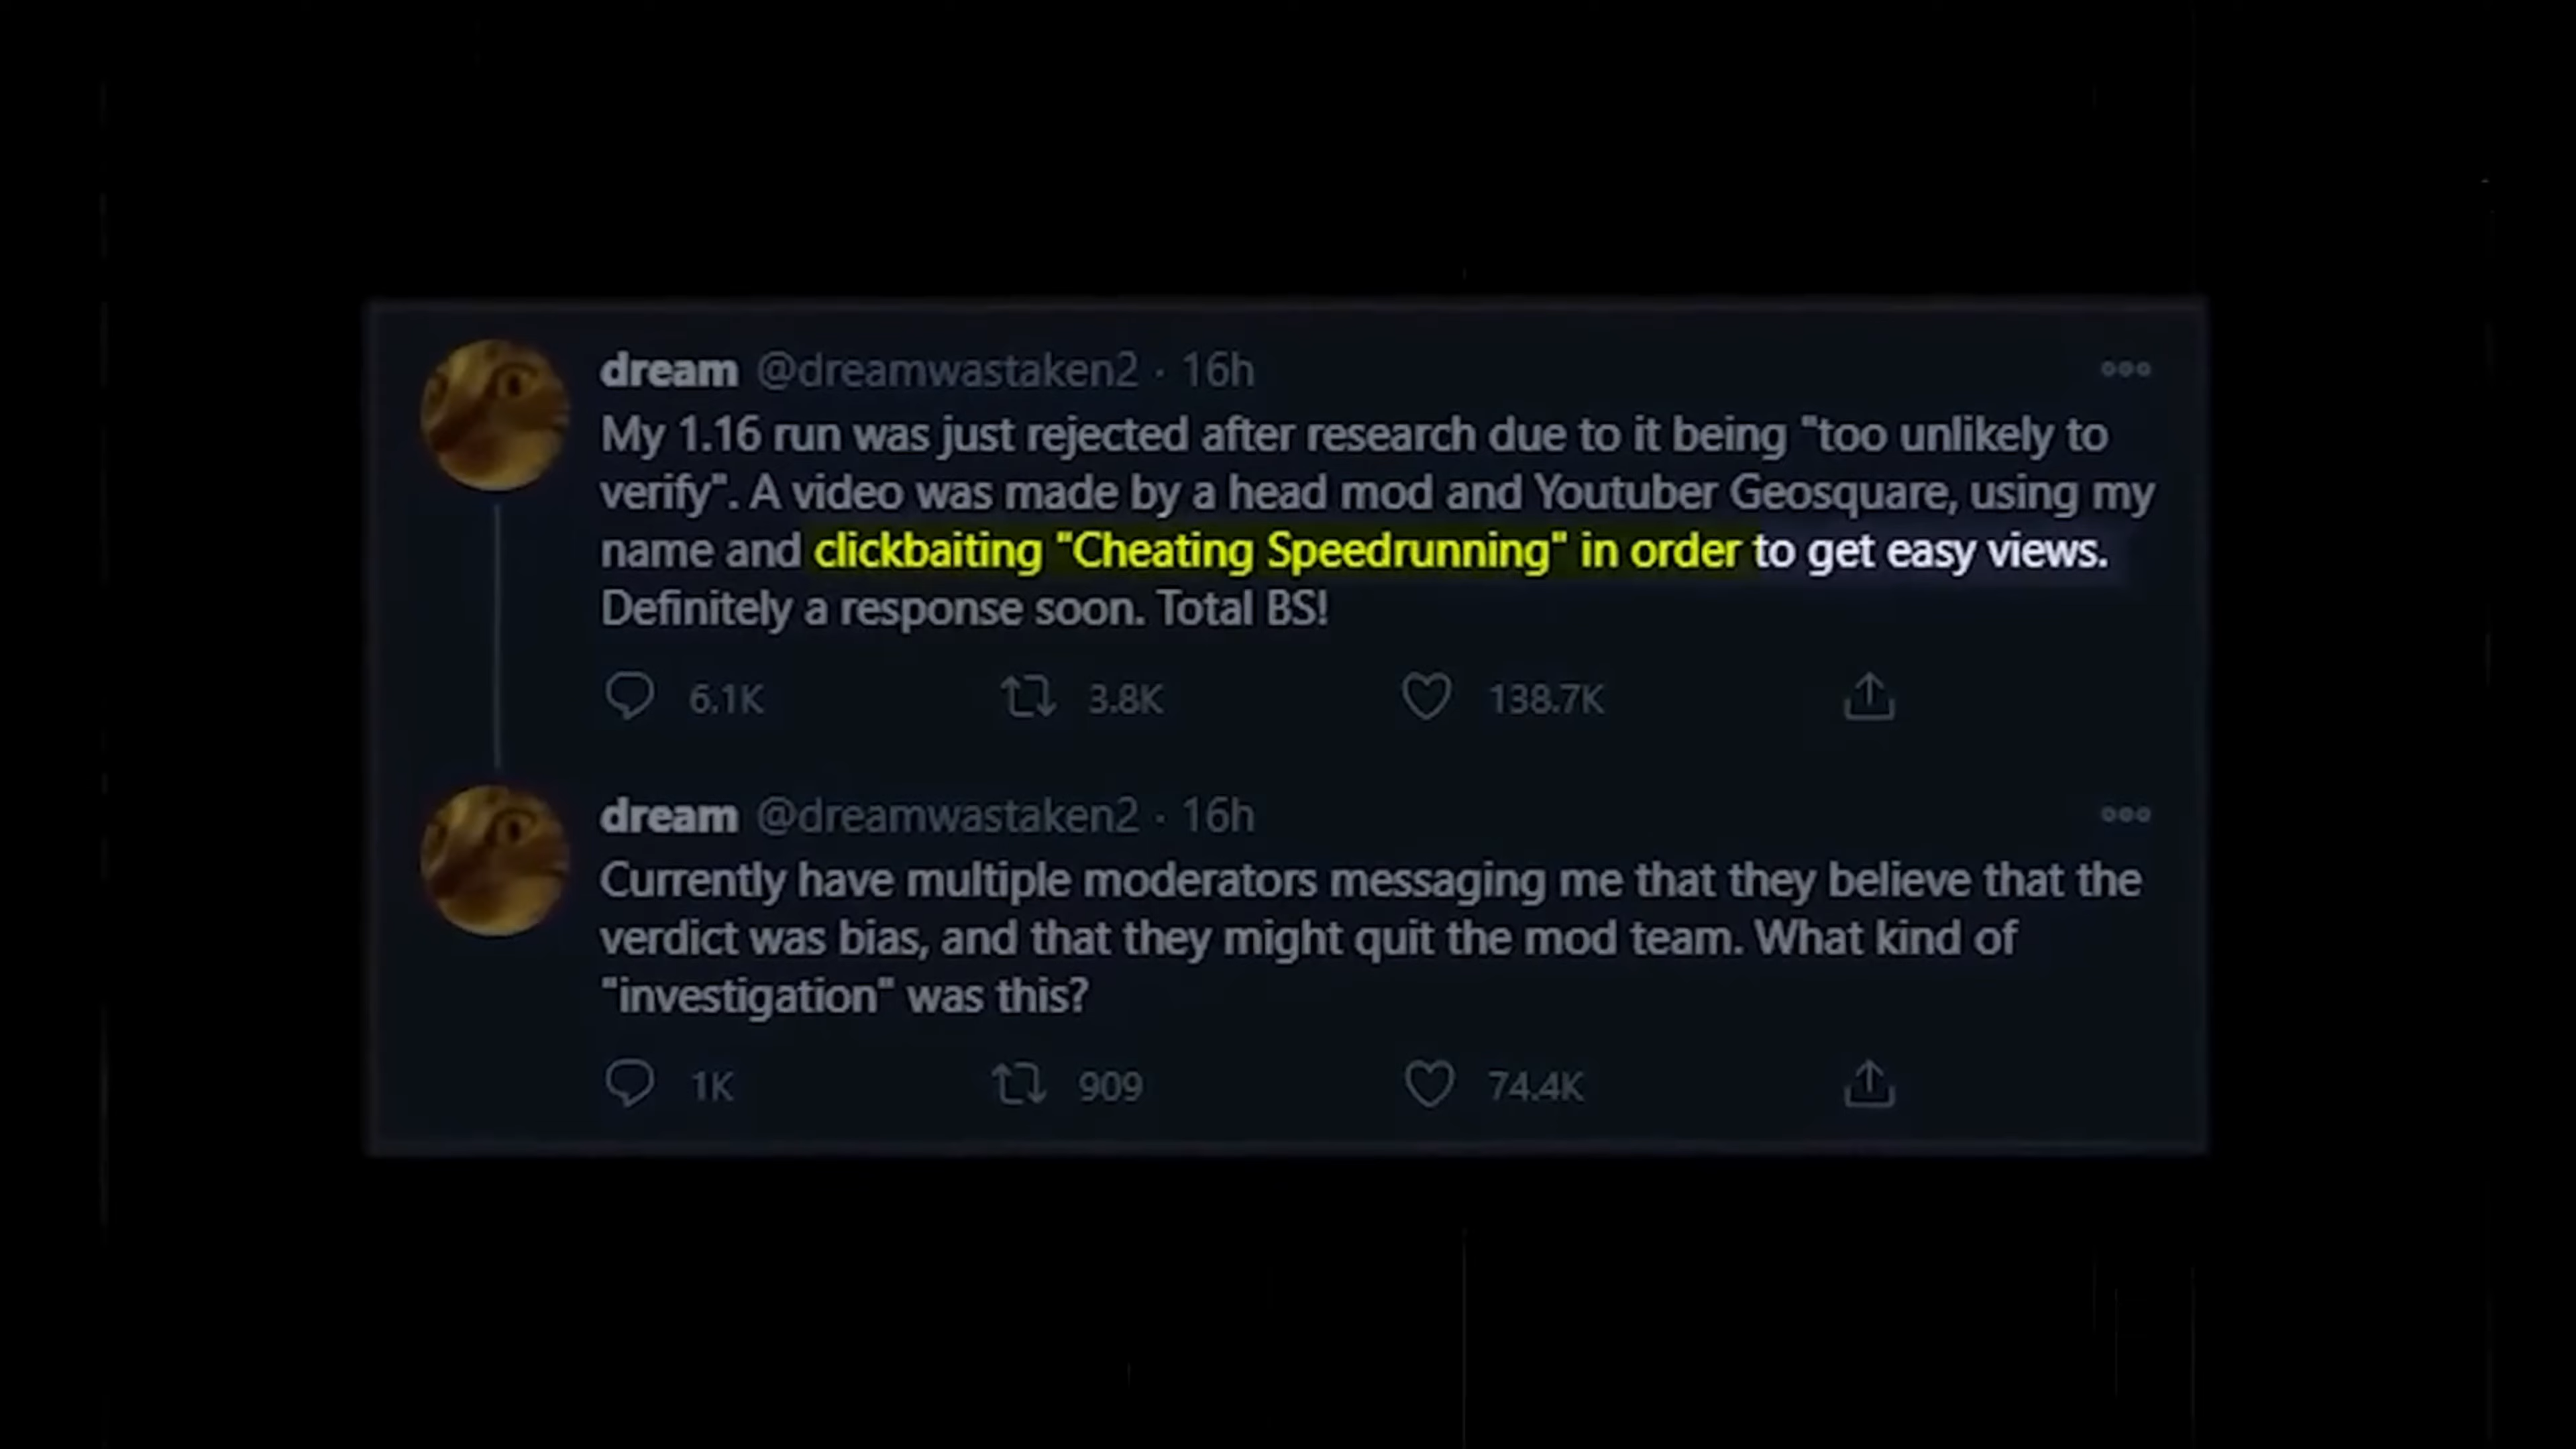 dream @dreamwastaken2 · 16h
My 1.16 run was just rejected after research due to it being "too unlikely to
verify". A video was made by a head mod and Youtuber Geosquare, using my
name and clickbaiting "Cheating Speedrunning" in order to get easy views.
Definitely a response soon. Total BS!
6.1K 3.8K 138.7K
dream @dreamwastaken2 · 16h
Currently have multiple moderators messaging me that they believe that the
verdict was bias, and that they might quit the mod team. What kind of
"investigation" was this?
1K 909 74.4K